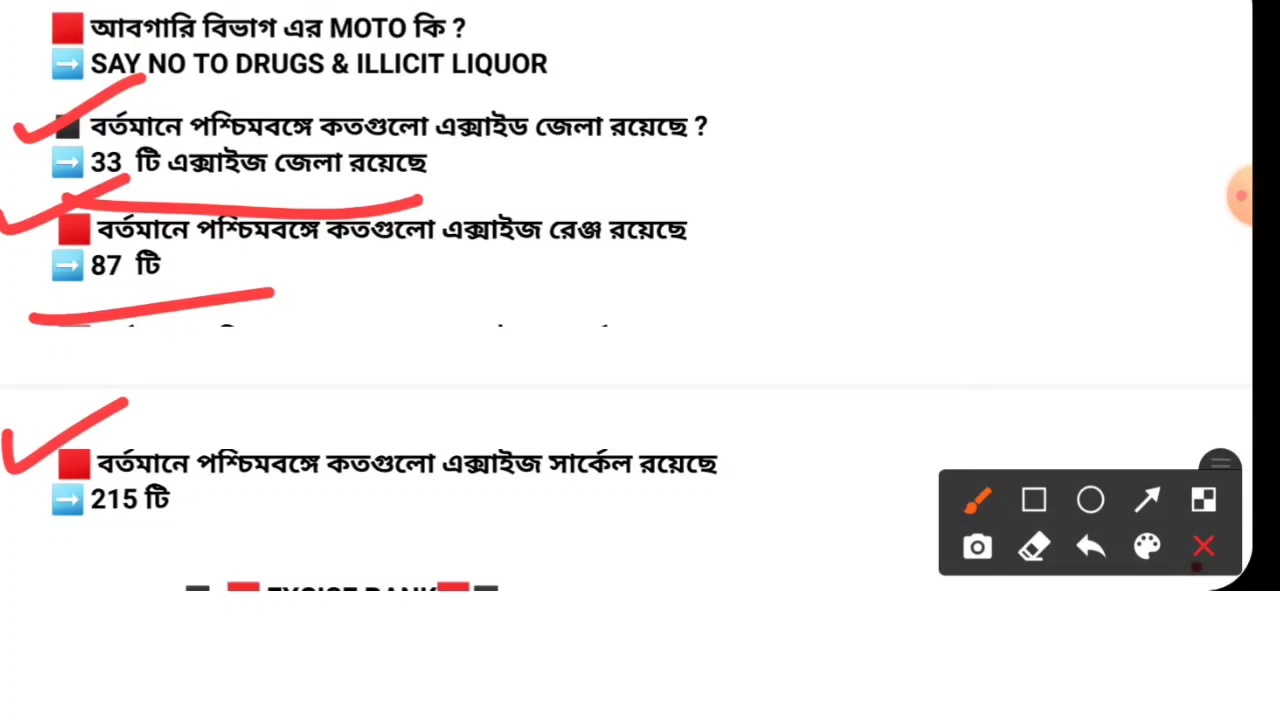 আবগারি বিভাগ এর MOTO কি ?
SAY NO TO DRUGS & ILLICIT LIQUOR
বর্তমানে পশ্চিমবঙ্গে কতগুলো এক্সাইড জেলা রয়েছে ?
33 টি এক্সাইজ জেলা রয়েছে
বর্তমানে পশ্চিমবঙ্গে কতগুলো এক্সাইজ রেঞ্জ রয়েছে
87 টি
বর্তমানে পশ্চিমবঙ্গে কতগুলো এক্সাইজ সার্কেল রয়েছে
215 টি